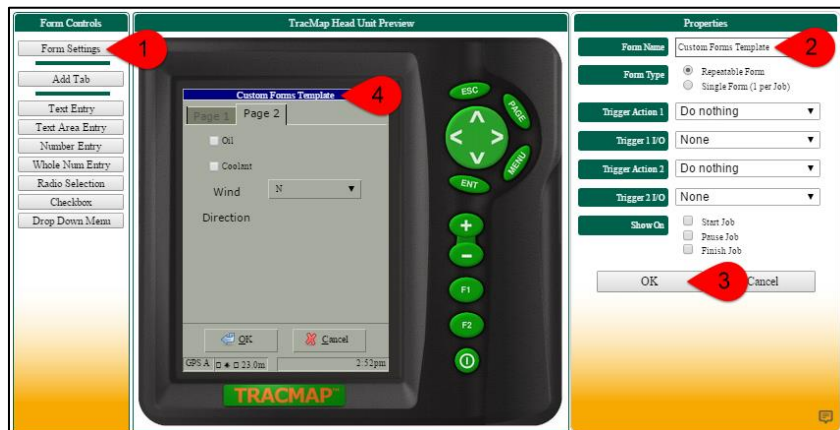 Form Controls
Form Settings
1
Add Tab
Text Entry
Text Area Entry
Number Entry
Whole Num Entry
Radio Selection
Checkbox
Drop Down Menu
TracMap Head Unit Preview
Custom Forms Template
4
Page 1 Page 2
Oil
Coolant
Wind N
Direction
OK Cancel
GPS A 23.0m 2:52pm
TRACMAP
ESC
PAGE
MENU
ENT
+
−
F1
F2
Properties
Form Name Custom Forms Template 2
Form Type Repeatable Form
Single Form (1 per Job)
Trigger Action 1 Do nothing
Trigger 1 I/O None
Trigger Action 2 Do nothing
Trigger 2 I/O None
Show On Start Job
Pause Job
Finish Job
OK 3 Cancel